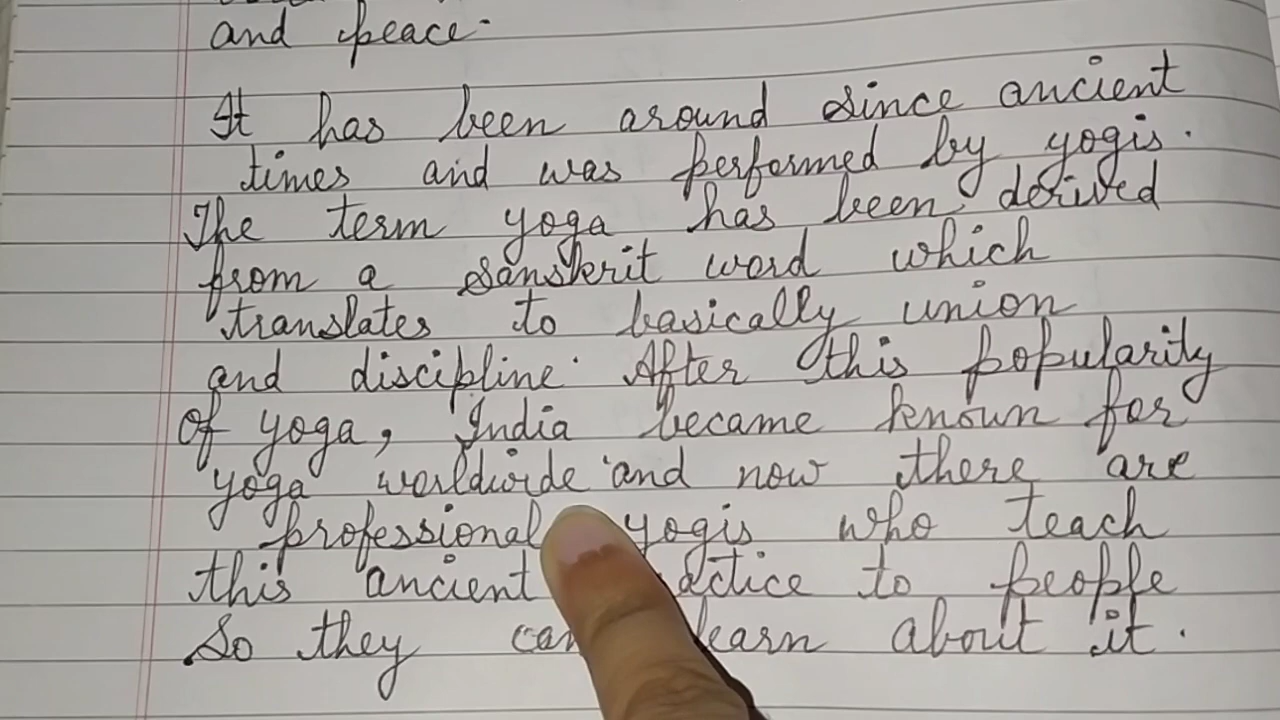 and peace.
It has been around since ancient
times and was performed by yogis.
The term yoga has been derived
from a Sanskrit word which
translates to basically union
and discipline. After this popularity
of yoga, India became known for
yoga worldwide and now there are
professional yogis who teach
this ancient actice to people
So they can learn about it.